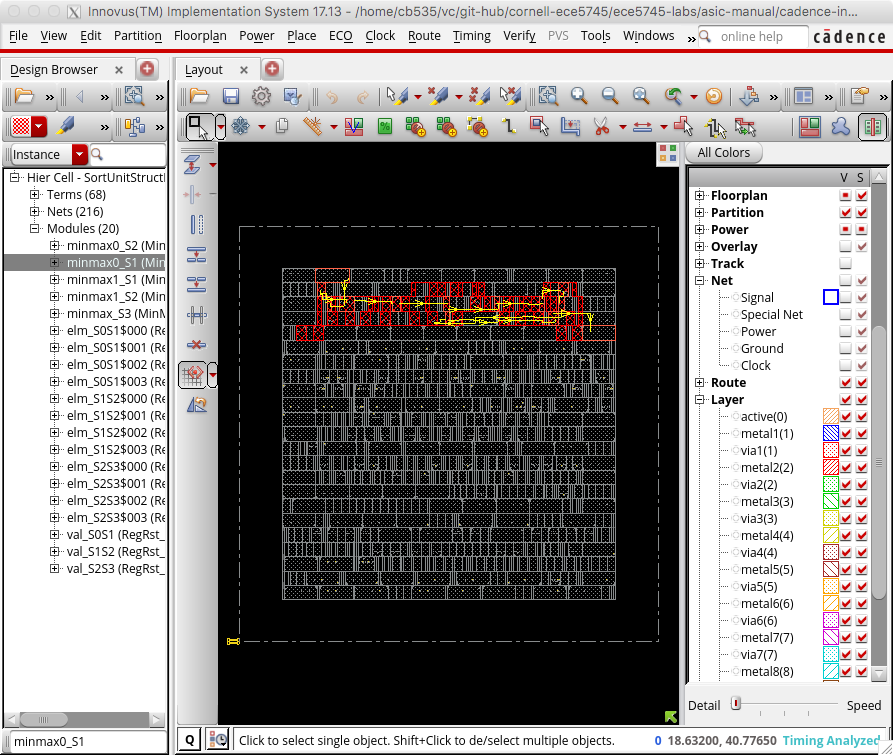 Innovus(TM) Implementation System 17.13 - /home/cb535/vc/git-hub/cornell-ece5745/ece5745-labs/asic-manual/cadence-in...
File View Edit Partition Floorplan Power Place ECO Clock Route Timing Verify PVS Tools Windows » online help cādence
Design Browser
Layout
Instance
All Colors
V S
Hier Cell - SortUnitStructl
Terms (68)
Nets (216)
Modules (20)
minmax0_S2 (Min
minmax0_S1 (Min
minmax1_S1 (Min
minmax1_S2 (Min
minmax_S3 (MinM
elm_S0S1$000 (Re
elm_S0S1$001 (Re
elm_S0S1$002 (Re
elm_S0S1$003 (Re
elm_S1S2$000 (Re
elm_S1S2$001 (Re
elm_S1S2$002 (Re
elm_S1S2$003 (Re
elm_S2S3$000 (Re
elm_S2S3$001 (Re
elm_S2S3$002 (Re
elm_S2S3$003 (Re
val_S0S1 (RegRst_
val_S1S2 (RegRst_
val_S2S3 (RegRst_
Floorplan
Partition
Power
Overlay
Track
Net
Signal
Special Net
Power
Ground
Clock
Route
Layer
active(0)
metal1(1)
via1(1)
metal2(2)
via2(2)
metal3(3)
via3(3)
metal4(4)
via4(4)
metal5(5)
via5(5)
metal6(6)
via6(6)
metal7(7)
via7(7)
metal8(8)
Detail Speed
minmax0_S1
Q
Click to select single object. Shift+Click to de/select multiple objects.
0 18.63200, 40.77650 Timing Analyzed